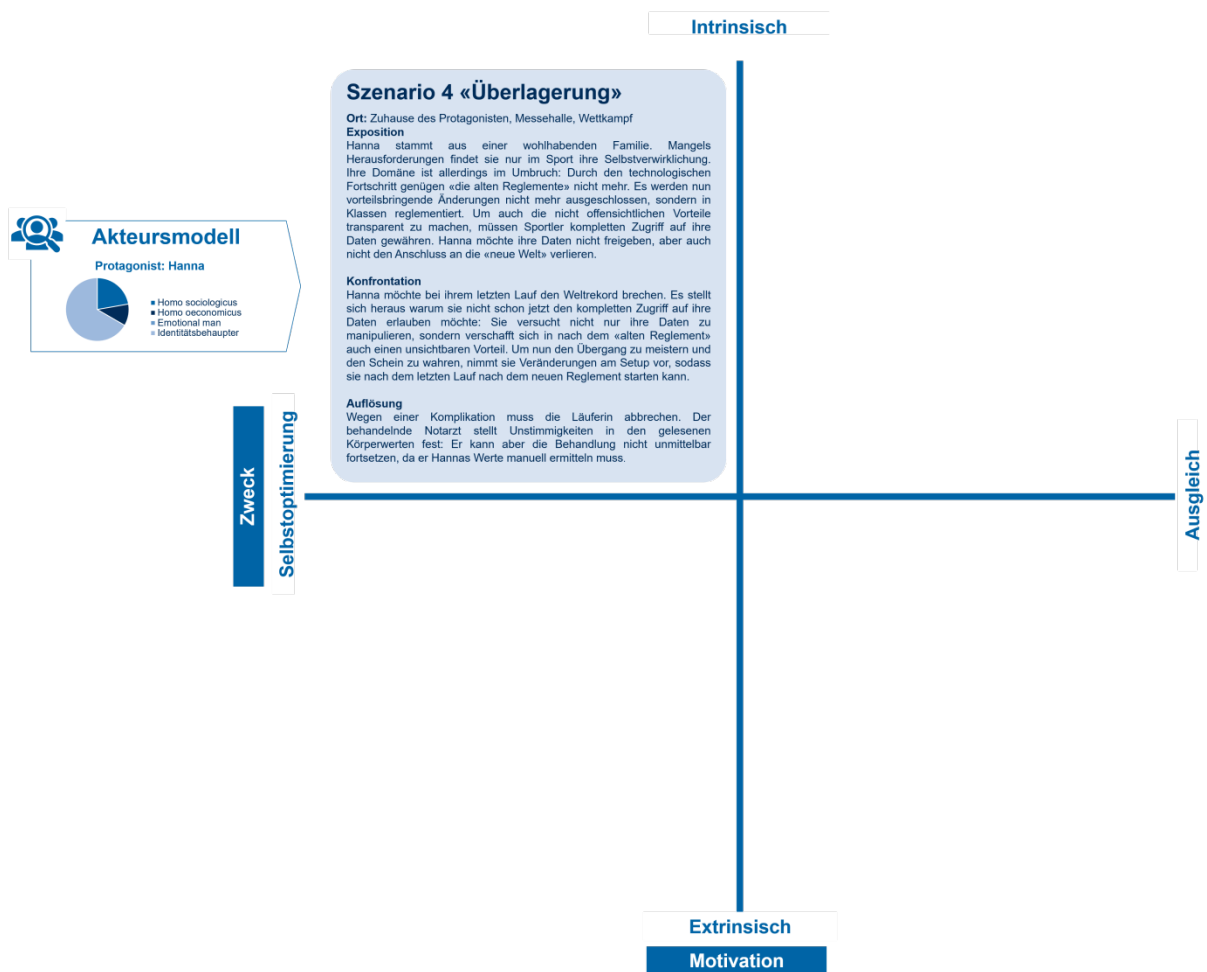 Intrinsisch
Szenario 4 «Überlagerung»
Ort: Zuhause des Protagonisten, Messehalle, Wettkampf
Exposition
Hanna stammt aus einer wohlhabenden Familie. Mangels
Herausforderungen findet sie nur im Sport ihre Selbstverwirklichung.
Ihre Domäne ist allerdings im Umbruch: Durch den technologischen
Fortschritt genügen «die alten Reglemente» nicht mehr. Es werden nun
vorteilsbringende Änderungen nicht mehr ausgeschlossen, sondern in
Klassen reglementiert. Um auch die nicht offensichtlichen Vorteile
transparent zu machen, müssen Sportler kompletten Zugriff auf ihre
Daten gewähren. Hanna möchte ihre Daten nicht freigeben, aber auch
nicht den Anschluss an die «neue Welt» verlieren.
Konfrontation
Hanna möchte bei ihrem letzten Lauf den Weltrekord brechen. Es stellt
sich heraus warum sie nicht schon jetzt den kompletten Zugriff auf ihre
Daten erlauben möchte: Sie versucht nicht nur ihre Daten zu
manipulieren, sondern verschafft sich in nach dem «alten Reglement»
auch einen unsichtbaren Vorteil. Um nun den Übergang zu meistern und
den Schein zu wahren, nimmt sie Veränderungen am Setup vor, sodass
sie nach dem letzten Lauf nach dem neuen Reglement starten kann.
Auflösung
Wegen einer Komplikation muss die Läuferin abbrechen. Der
behandelnde Notarzt stellt Unstimmigkeiten in den gelesenen
Körperwerten fest: Er kann aber die Behandlung nicht unmittelbar
fortsetzen, da er Hannas Werte manuell ermitteln muss.
Akteursmodell
Protagonist: Hanna
Homo sociologicus
Homo oeconomicus
Emotional man
Identitätsbehaupter
Zweck
Selbstoptimierung
Ausgleich
Extrinsisch
Motivation